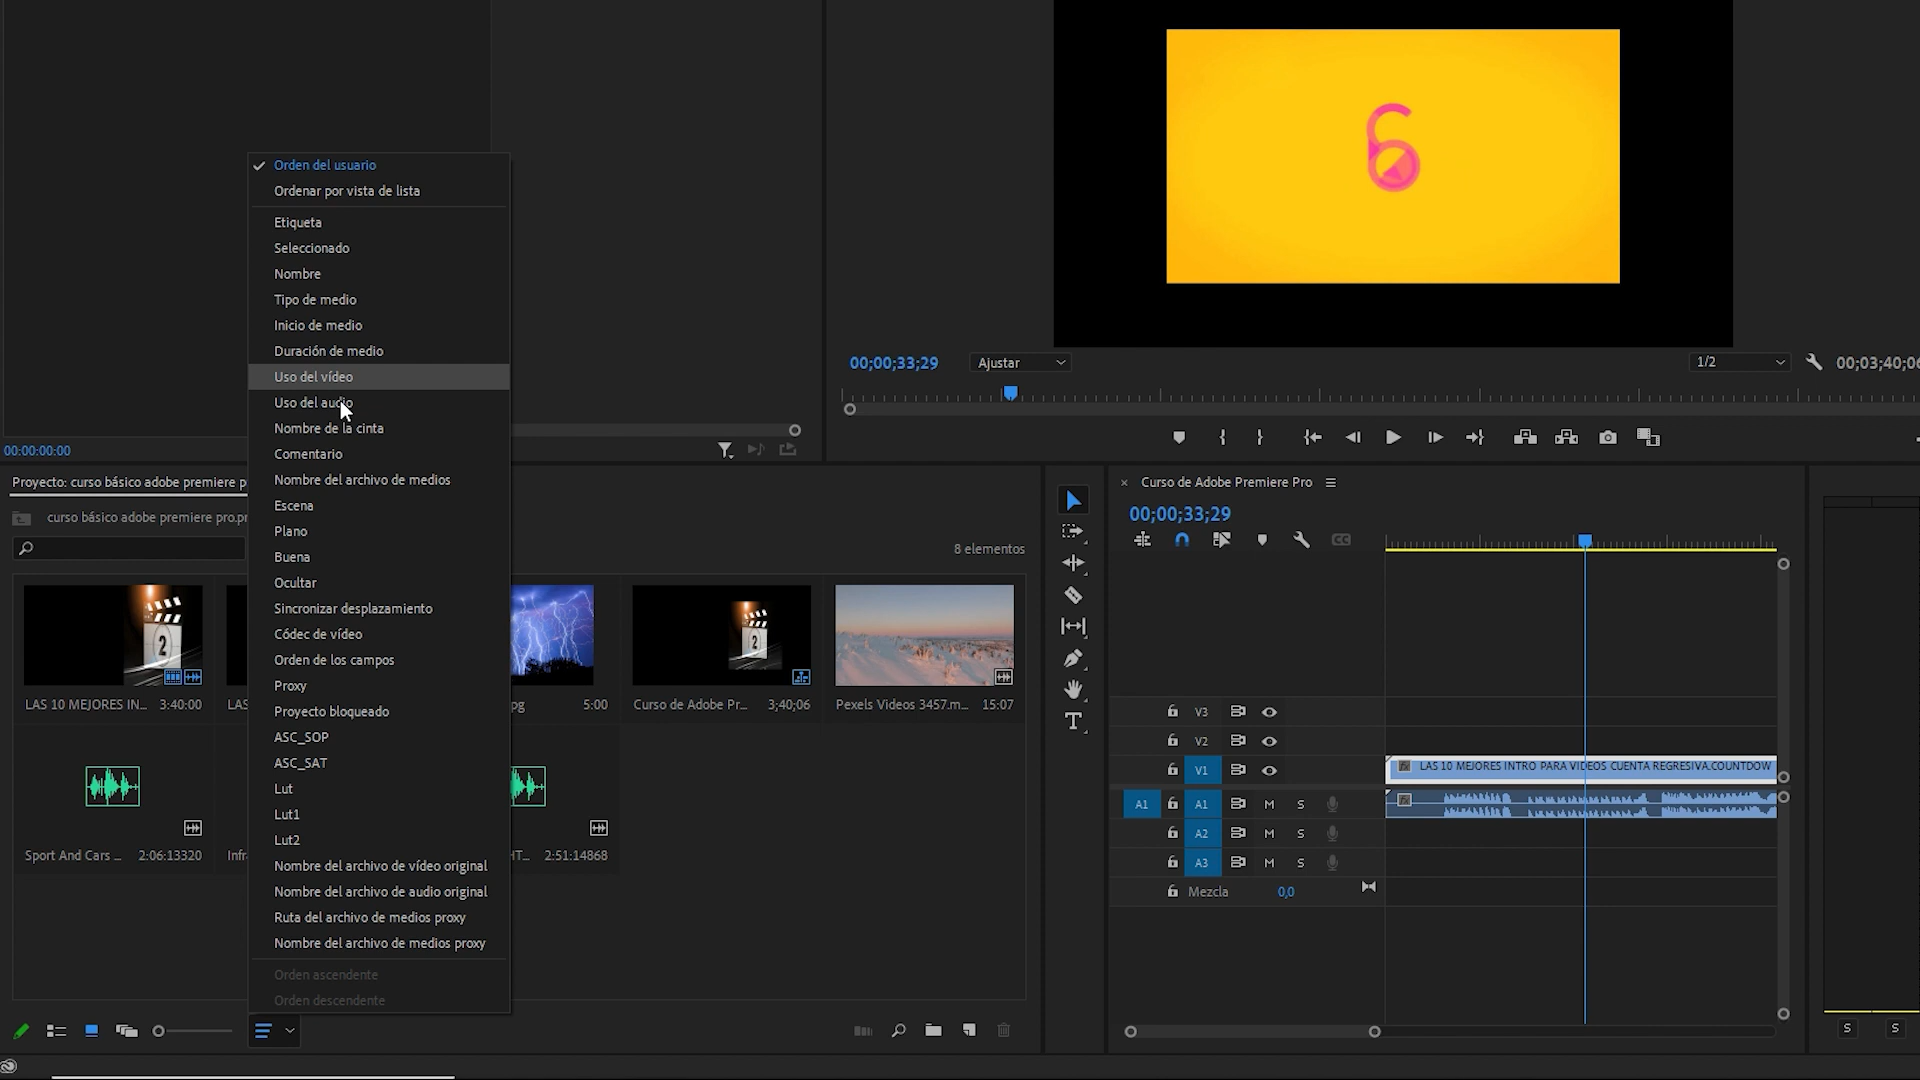 6
00;00;33;29
Ajustar
1/2
00;03;40;06
00:00:00:00
Orden del usuario
Ordenar por vista de lista
Etiqueta
Seleccionado
Nombre
Tipo de medio
Inicio de medio
Duración de medio
Uso del vídeo
Uso del audio
Nombre de la cinta
Comentario
Nombre del archivo de medios
Escena
Plano
Buena
Ocultar
Sincronizar desplazamiento
Códec de vídeo
Orden de los campos
Proxy
Proyecto bloqueado
ASC_SOP
ASC_SAT
Lut
Lut1
Lut2
Nombre del archivo de vídeo original
Nombre del archivo de audio original
Ruta del archivo de medios proxy
Nombre del archivo de medios proxy
Orden ascendente
Orden descendente
Proyecto: curso básico adobe premiere p
curso básico adobe premiere pro.pr
8 elementos
2
2
LAS 10 MEJORES IN... 3:40:00
LAS
pg 5:00
Curso de Adobe Pr... 3;40;06
Pexels Videos 3457.m... 15:07
Sport And Cars ... 2:06:13320
Infr
HT... 2:51:14868
× Curso de Adobe Premiere Pro
00;00;33;29
CC
T
V3
V2
V1
LAS 10 MEJORES INTRO PARA VIDEOS CUENTA REGRESIVA.COUNTDOW
fx
A1 A1 M S
fx
A2 M S
A3 M S
Mezcla 0,0
S S